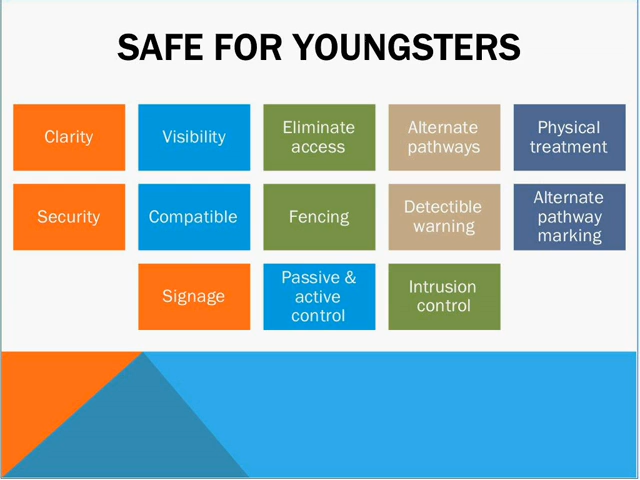 SAFE FOR YOUNGSTERS
Clarity
Visibility
Eliminate
access
Alternate
pathways
Physical
treatment
Security
Compatible
Fencing
Detectible
warning
Alternate
pathway
marking
Signage
Passive &
active
control
Intrusion
control